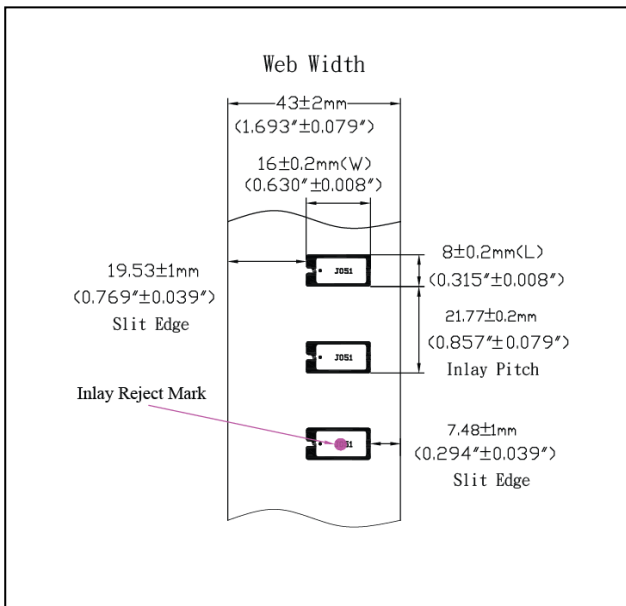 Web Width
43±2mm
(1.693"±0.079")
16±0.2mm(W)
(0.630"±0.008")
8±0.2mm(L)
(0.315"±0.008")
J051
19.53±1mm
(0.769"±0.039")
Slit Edge
21.77±0.2mm
(0.857"±0.079")
Inlay Pitch
J051
Inlay Reject Mark
7.48±1mm
(0.294"±0.039")
Slit Edge